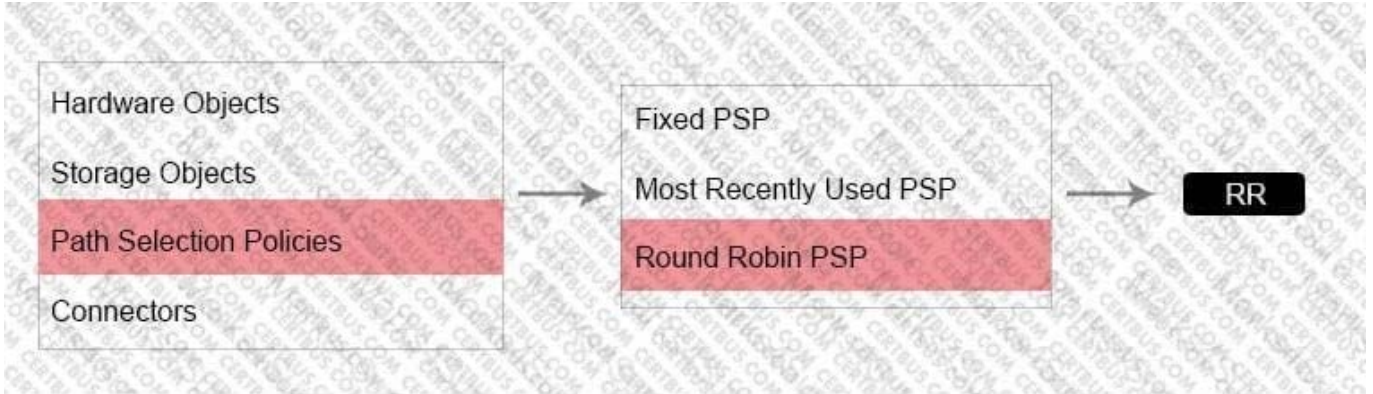 Hardware Objects
Storage Objects
Path Selection Policies
Connectors
Fixed PSP
Most Recently Used PSP
Round Robin PSP
RR